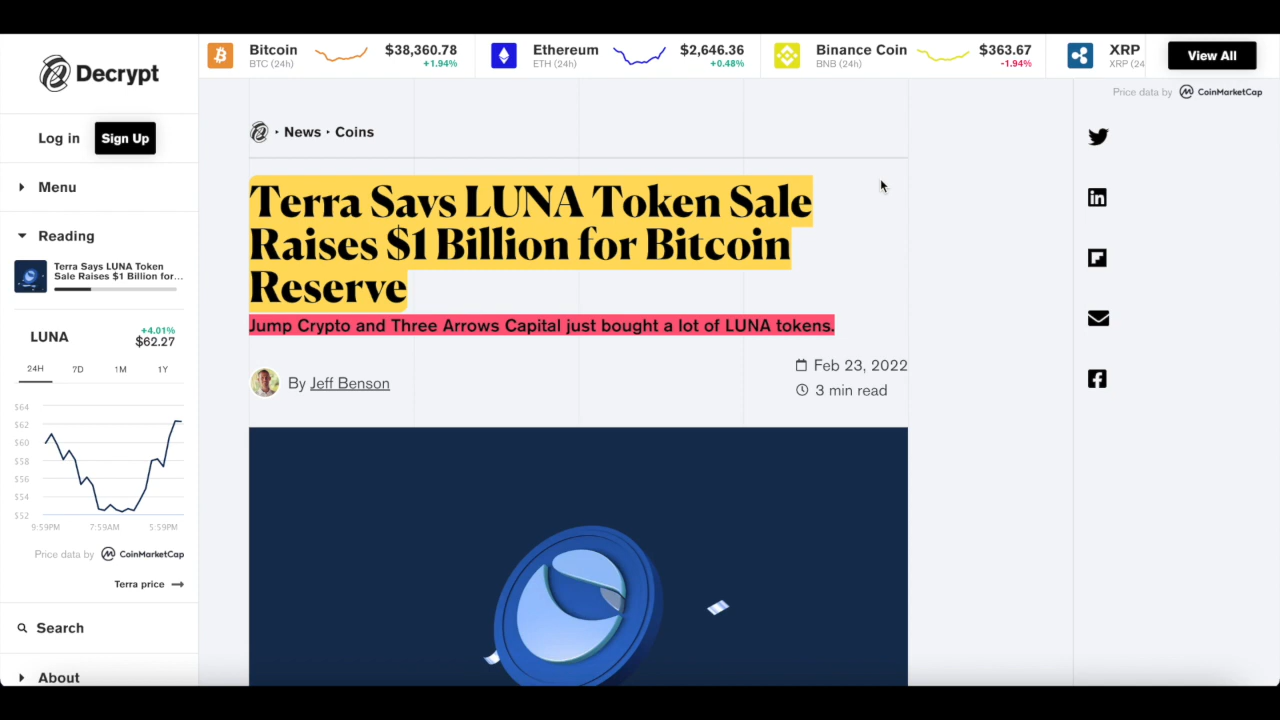 Decrypt
Bitcoin
BTC (24h)
$38,360.78
+1.94%
Ethereum
ETH (24h)
$2,646.36
+0.48%
Binance Coin
BNB (24h)
$363.67
-1.94%
XRP
XRP (24
View All
Price data by CoinMarketCap
Log in
Sign Up
Menu
Reading
Terra Says LUNA Token
Sale Raises $1 Billion for...
LUNA
+4.01%
$62.27
24H 7D 1M 1Y
$64
$62
$60
$58
$56
$54
$52
9:59PM 7:59AM 5:59PM
Price data by CoinMarketCap
Terra price
Search
About
· News · Coins
Terra Says LUNA Token Sale
Raises $1 Billion for Bitcoin
Reserve
Jump Crypto and Three Arrows Capital just bought a lot of LUNA tokens.
By Jeff Benson
Feb 23, 2022
3 min read